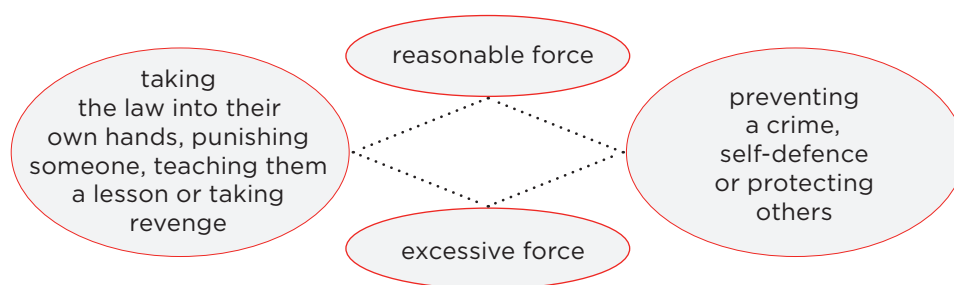 reasonable force
taking
the law into their
own hands, punishing
someone, teaching them
a lesson or taking
revenge
preventing
a crime,
self-defence
or protecting
others
excessive force